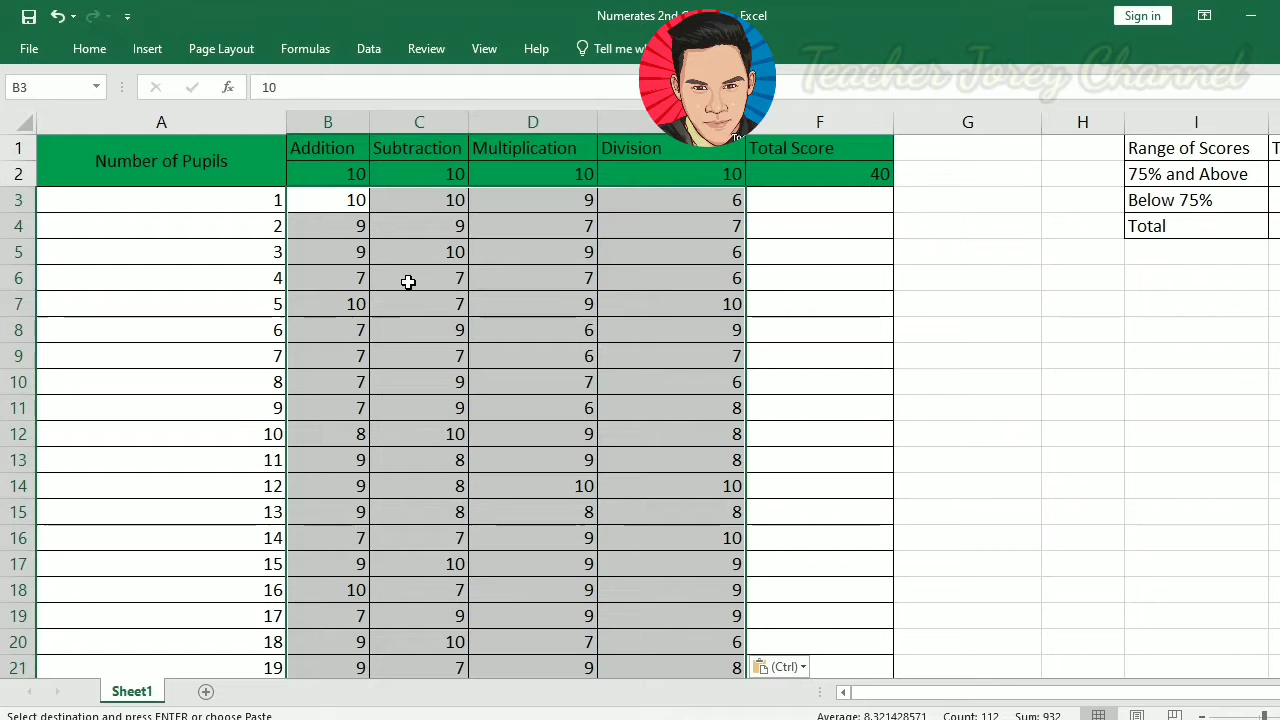 Numerates 2nd Excel
Sign in
File Home Insert Page Layout Formulas Data Review View Help Tell me
Teacher Jorey Channel
B3 fx 10
A B C D F G H I
1 Number of Pupils Addition Subtraction Multiplication Division Total Score Range of Scores
2 10 10 10 10 40 75% and Above
3 1 10 10 9 6 Below 75%
4 2 9 9 7 7 Total
5 3 9 10 9 6
6 4 7 7 7 6
7 5 10 7 9 10
8 6 7 9 6 9
9 7 7 7 6 7
10 8 7 9 7 6
11 9 7 9 6 8
12 10 8 10 9 8
13 11 9 8 9 8
14 12 9 8 10 10
15 13 9 8 8 8
16 14 7 7 9 10
17 15 9 10 9 9
18 16 10 7 9 9
19 17 7 9 9 9
20 18 9 10 7 6
21 19 9 7 9 8
(Ctrl)
Sheet1
Select destination and press ENTER or choose Paste Average: 8.321428571 Count: 112 Sum: 932